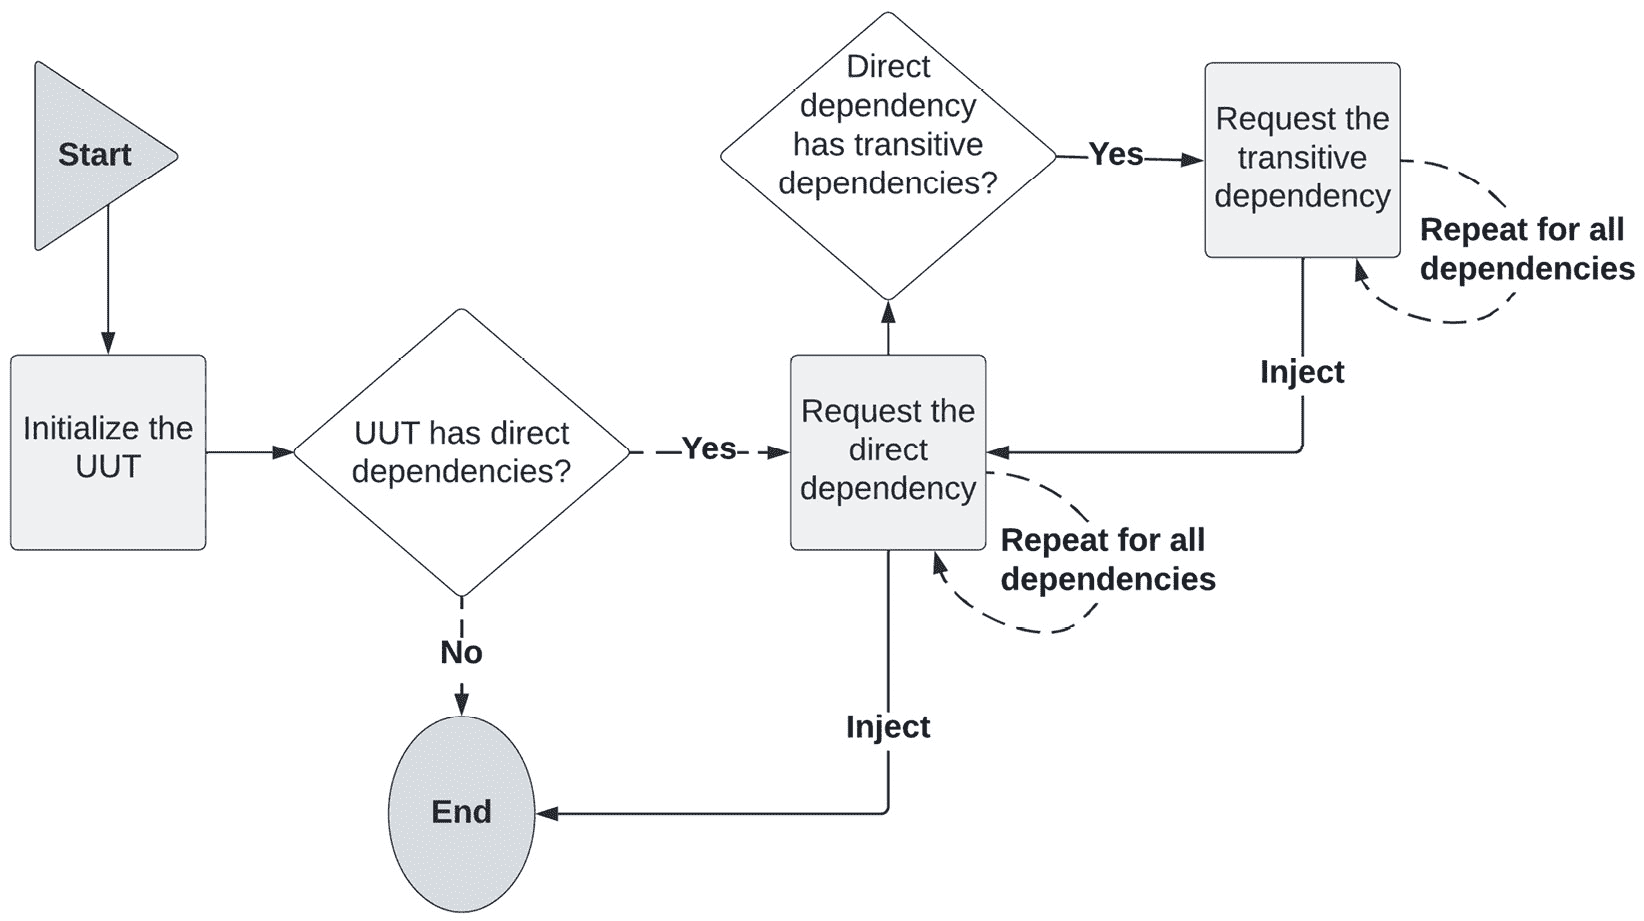 Start
Initialize the
UUT
UUT has direct
dependencies?
No
End
Yes
Request the
direct
dependency
Repeat for all
dependencies
Inject
Direct
dependency
has transitive
dependencies?
Yes
Request the
transitive
dependency
Repeat for all
dependencies
Inject